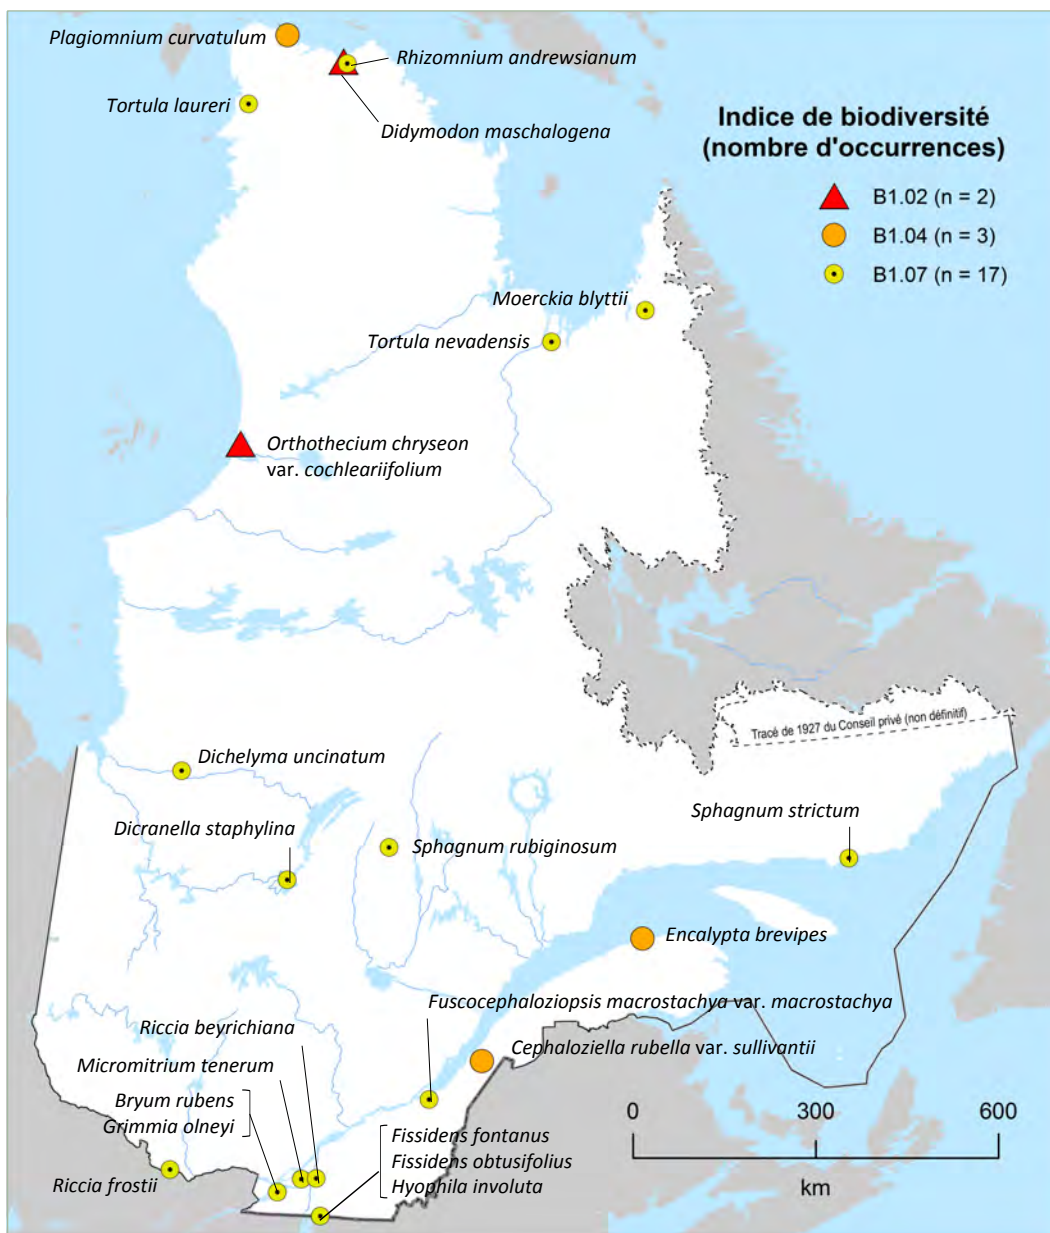 Plagiomnium curvatulum
Rhizomnium andrewsianum
Tortula laureri
Didymodon maschalogena
Indice de biodiversité
(nombre d'occurrences)
B1.02 (n = 2)
B1.04 (n = 3)
B1.07 (n = 17)
Moerckia blyttii
Tortula nevadensis
Orthothecium chryseon
var. cochleariifolium
Tracé de 1927 du Conseil privé (non définitif)
Dichelyma uncinatum
Dicranella staphylina
Sphagnum rubiginosum
Sphagnum strictum
Encalypta brevipes
Fuscocephaloziopsis macrostachya var. macrostachya
Riccia beyrichiana
Cephaloziella rubella var. sullivantii
Micromitrium tenerum
Bryum rubens
Grimmia olneyi
Fissidens fontanus
Fissidens obtusifolius
Hyophila involuta
Riccia frostii
0 300 600
km